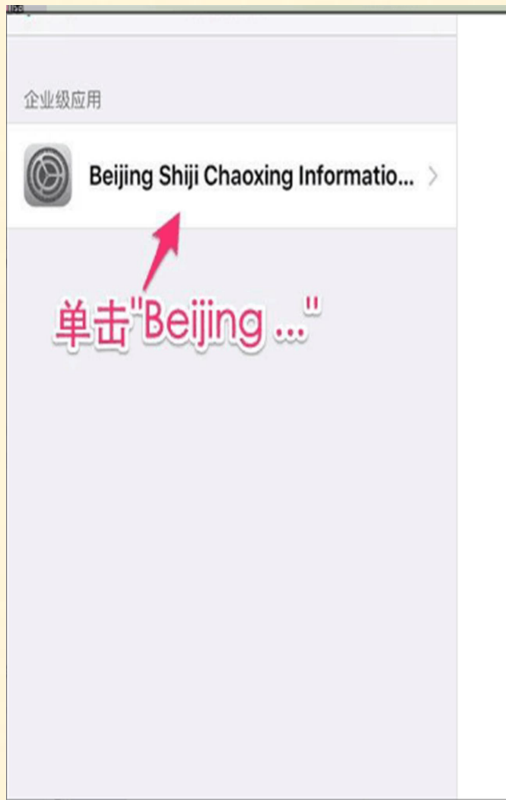 企业级应用
Beijing Shiji Chaoxing Informatio...
单击"Beijing ..."